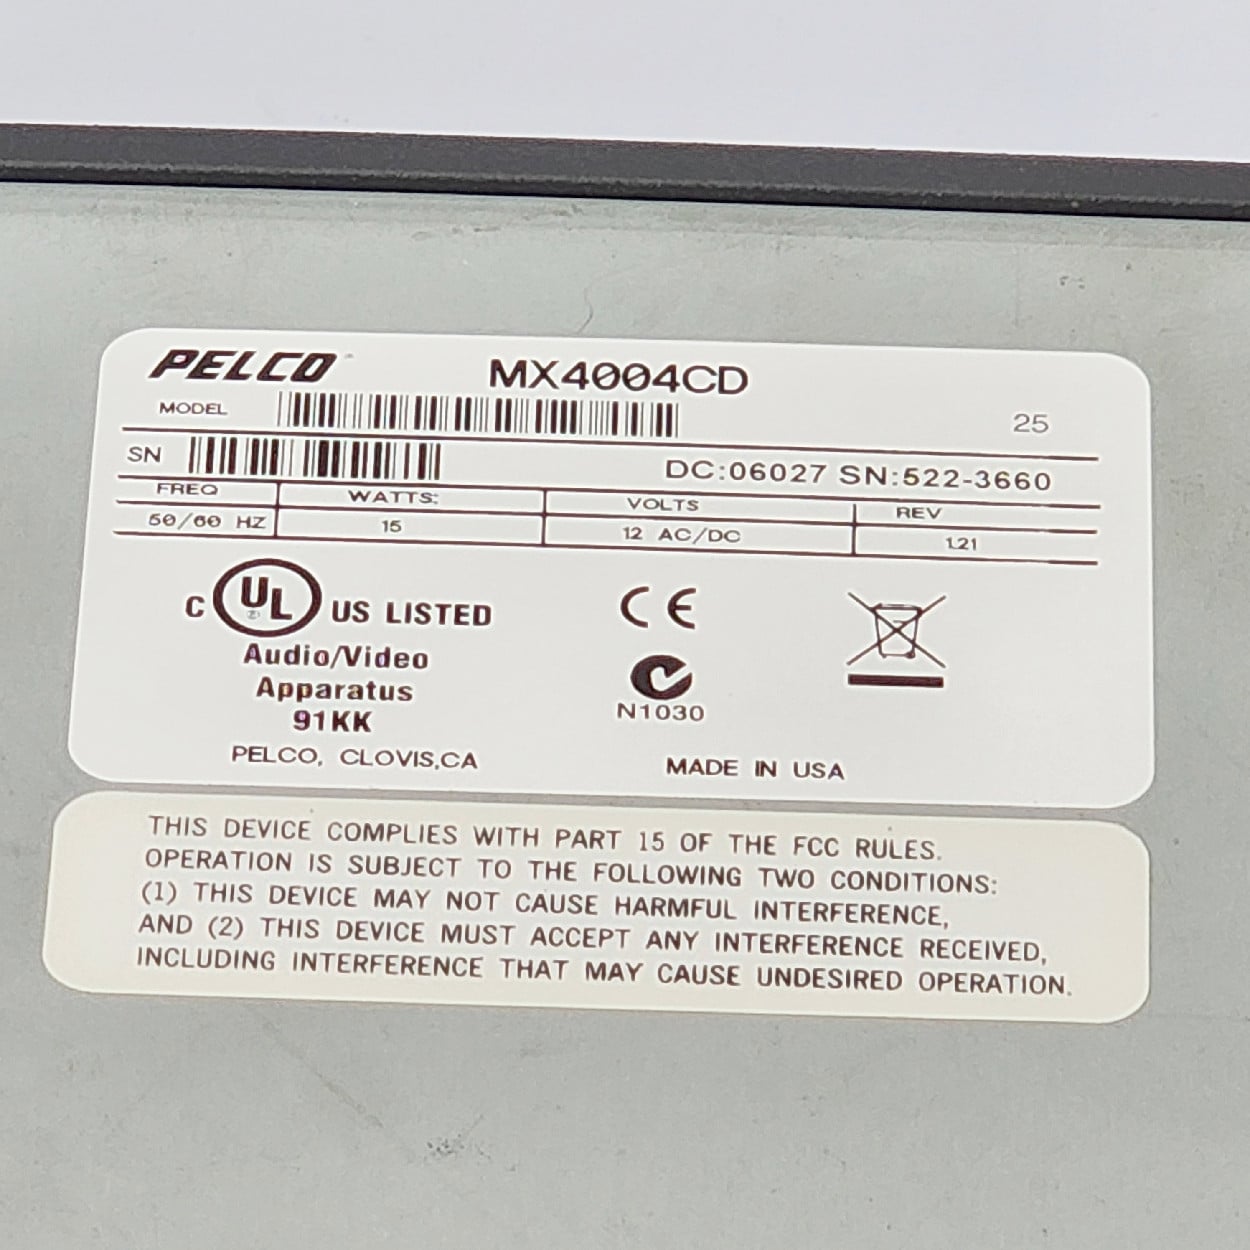 PELCO MX4004CD
MODEL 25
SN DC:06027 SN:522-3660
FREQ WATTS: VOLTS REV
50/60 HZ 15 12 AC/DC 1.21
C UL US LISTED
Audio/Video
Apparatus
91KK
PELCO, CLOVIS,CA
CE
N1030
MADE IN USA
THIS DEVICE COMPLIES WITH PART 15 OF THE FCC RULES.
OPERATION IS SUBJECT TO THE FOLLOWING TWO CONDITIONS:
(1) THIS DEVICE MAY NOT CAUSE HARMFUL INTERFERENCE,
AND (2) THIS DEVICE MUST ACCEPT ANY INTERFERENCE RECEIVED,
INCLUDING INTERFERENCE THAT MAY CAUSE UNDESIRED OPERATION.